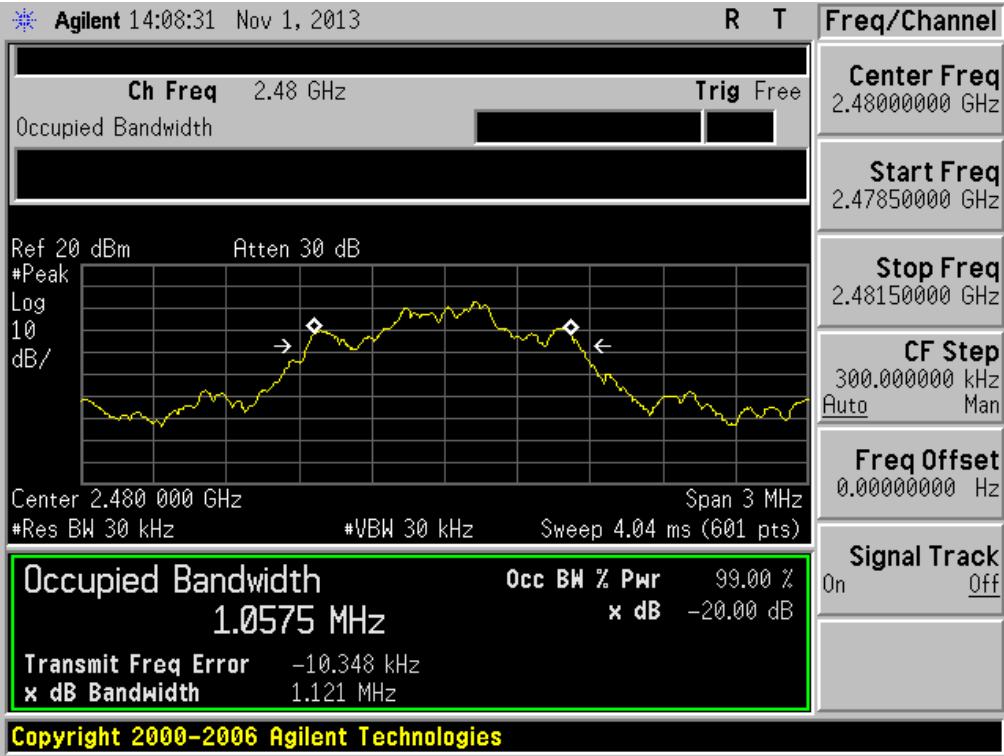 Agilent 14:08:31 Nov 1, 2013 R T
Freq/Channel
Ch Freq 2.48 GHz Trig Free
Occupied Bandwidth
Center Freq
2.48000000 GHz
Start Freq
2.47850000 GHz
Stop Freq
2.48150000 GHz
CF Step
300.000000 kHz
Auto Man
Freq Offset
0.00000000 Hz
Signal Track
On Off
Ref 20 dBm Atten 30 dB
#Peak
Log
10
dB/
Center 2.480 000 GHz Span 3 MHz
#Res BW 30 kHz #VBW 30 kHz Sweep 4.04 ms (601 pts)
Occupied Bandwidth
1.0575 MHz
Occ BW % Pwr 99.00 %
x dB -20.00 dB
Transmit Freq Error -10.348 kHz
x dB Bandwidth 1.121 MHz
Copyright 2000-2006 Agilent Technologies